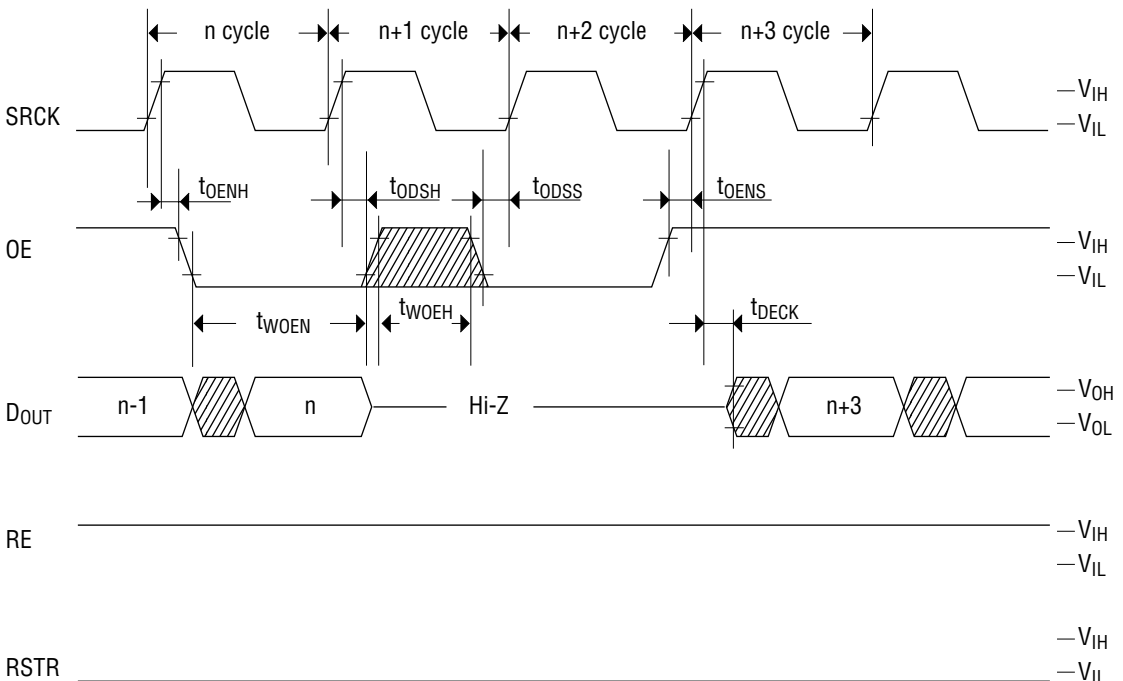 n cycle n+1 cycle n+2 cycle n+3 cycle
SRCK
VIH
VIL
tOENH tODSH tODSS tOENS
OE
VIH
VIL
tWOEN tWOEH tDECK
DOUT n-1 n Hi-Z n+3
VOH
VOL
RE
VIH
VIL
VIH
RSTR
VIL